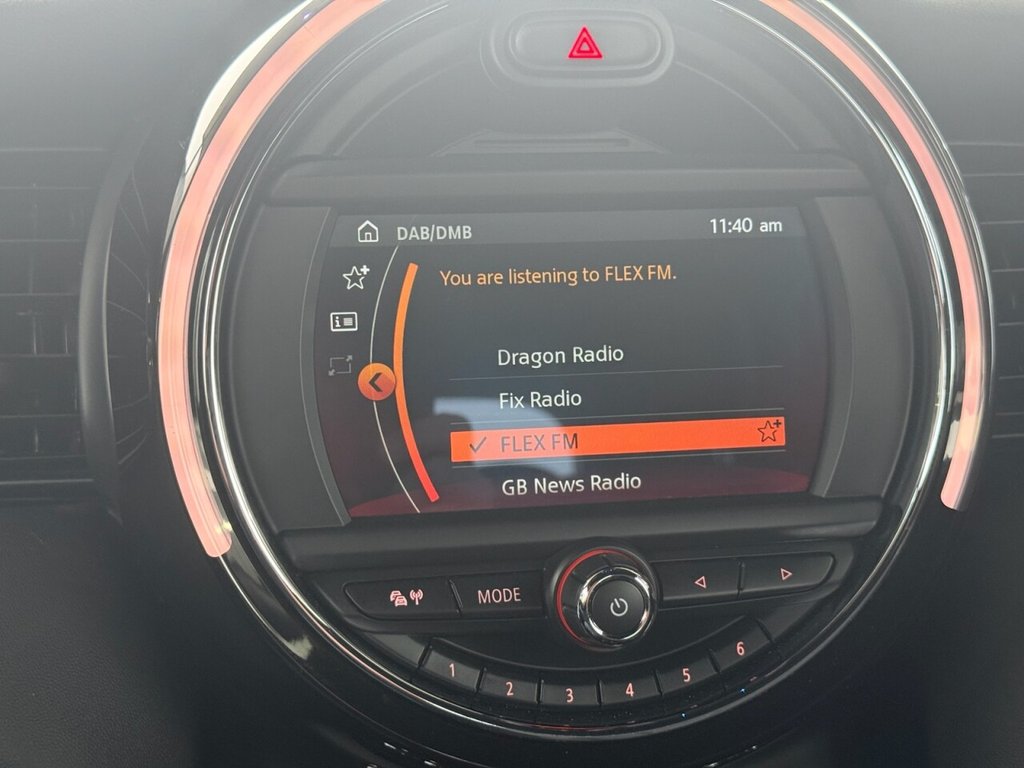 DAB/DMB 11:40 am
You are listening to FLEX FM.
Dragon Radio
Fix Radio
FLEX FM
GB News Radio
MODE
1 2 3 4 5 6